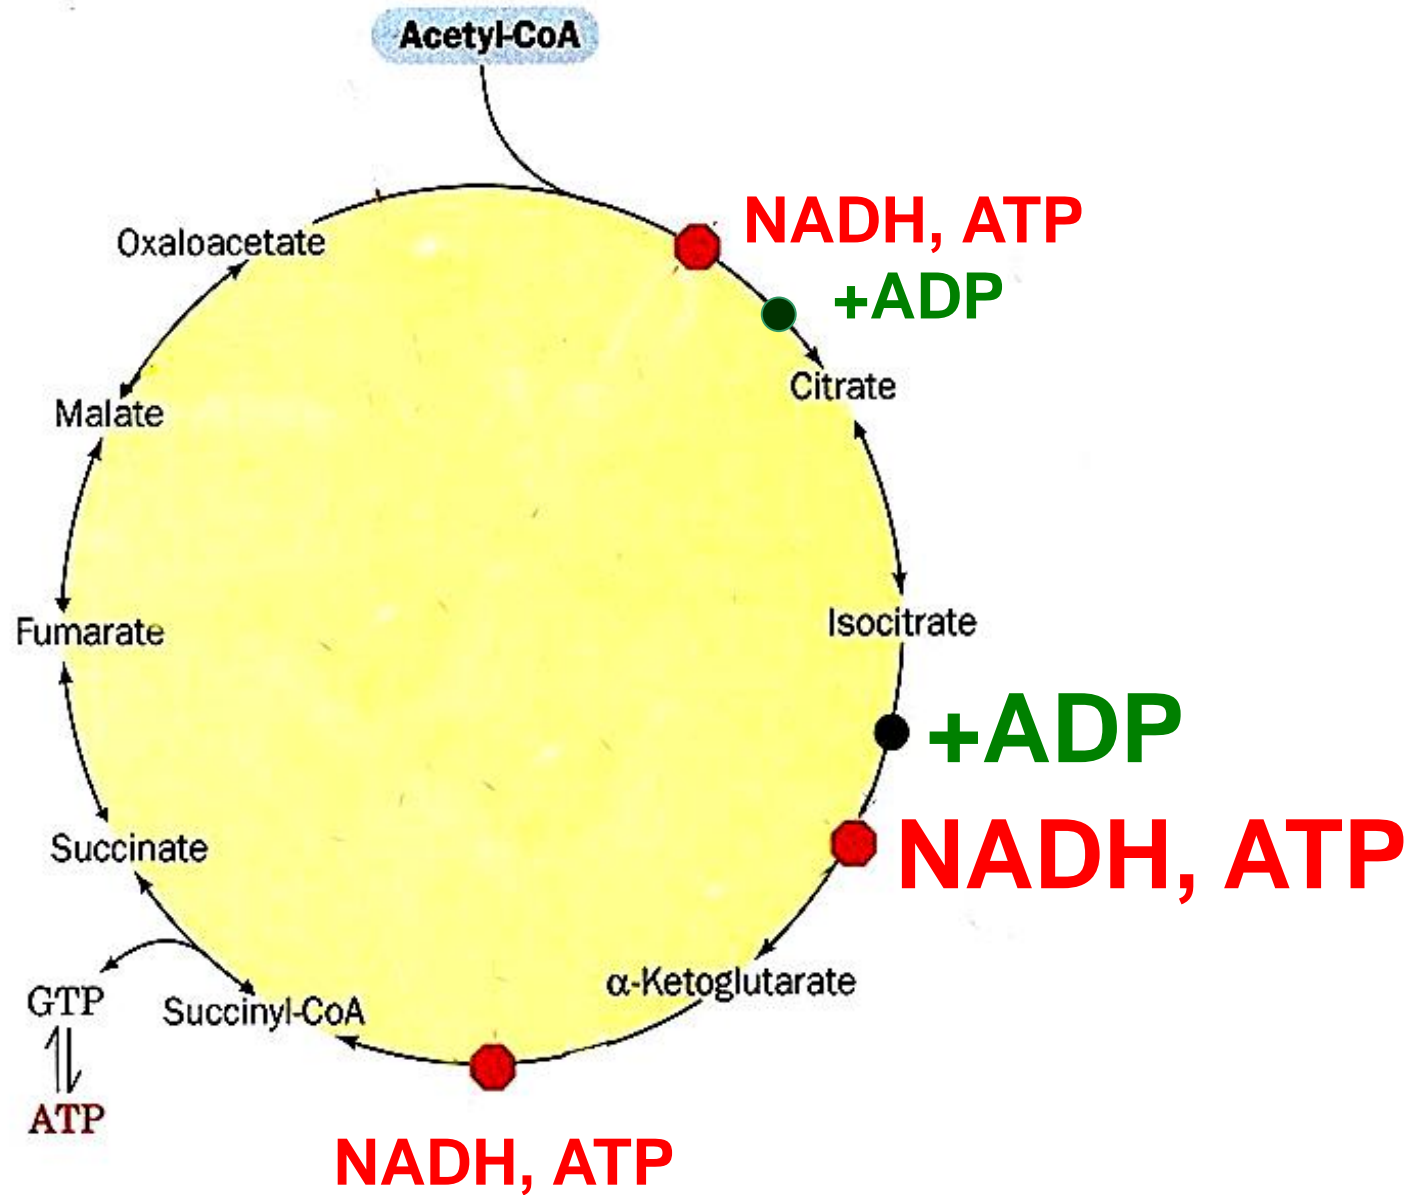 Acetyl-CoA
NADH, ATP
Oxaloacetate
+ADP
Citrate
Malate
Isocitrate
Fumarate
+ADP
NADH, ATP
Succinate
α-Ketoglutarate
GTP
Succinyl-CoA
ATP
NADH, ATP